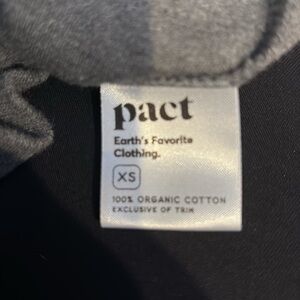 pact
Earth's Favorite
Clothing.
XS
100% ORGANIC COTTON
EXCLUSIVE OF TRIM